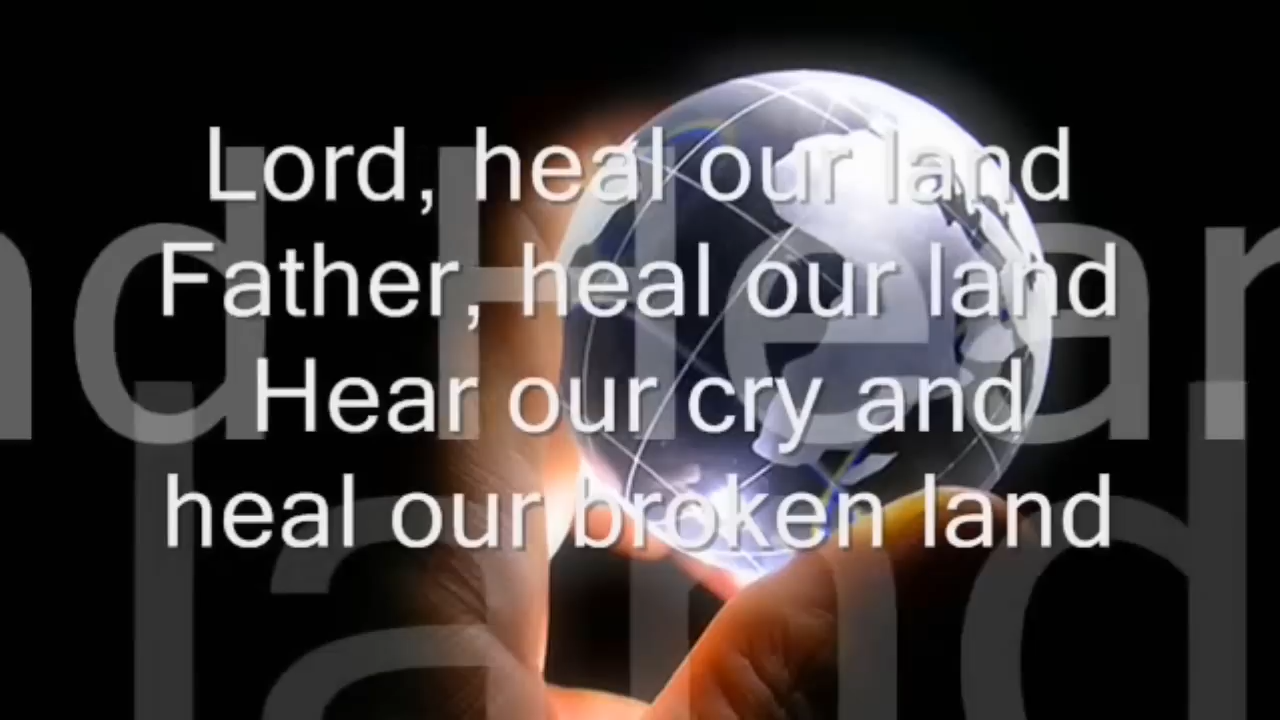 Lord, heal our land
Father, heal our land
Hear our cry and
heal our broken land